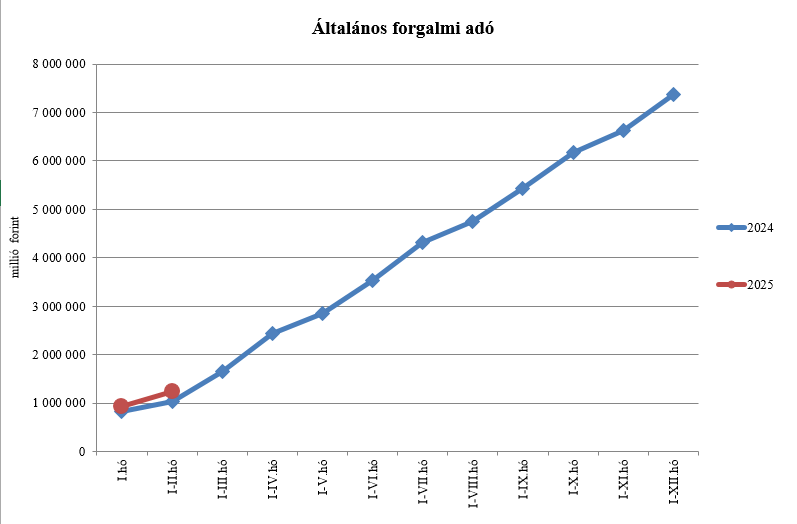 Általános forgalmi adó
8 000 000
7 000 000
6 000 000
5 000 000
4 000 000
3 000 000
2 000 000
1 000 000
0
millió forint
I.hó
I-II.hó
I-III.hó
I-IV.hó
I-V.hó
I-VI.hó
I-VII.hó
I-VIII.hó
I-IX.hó
I-X.hó
I-XI.hó
I-XII.hó
2024
2025